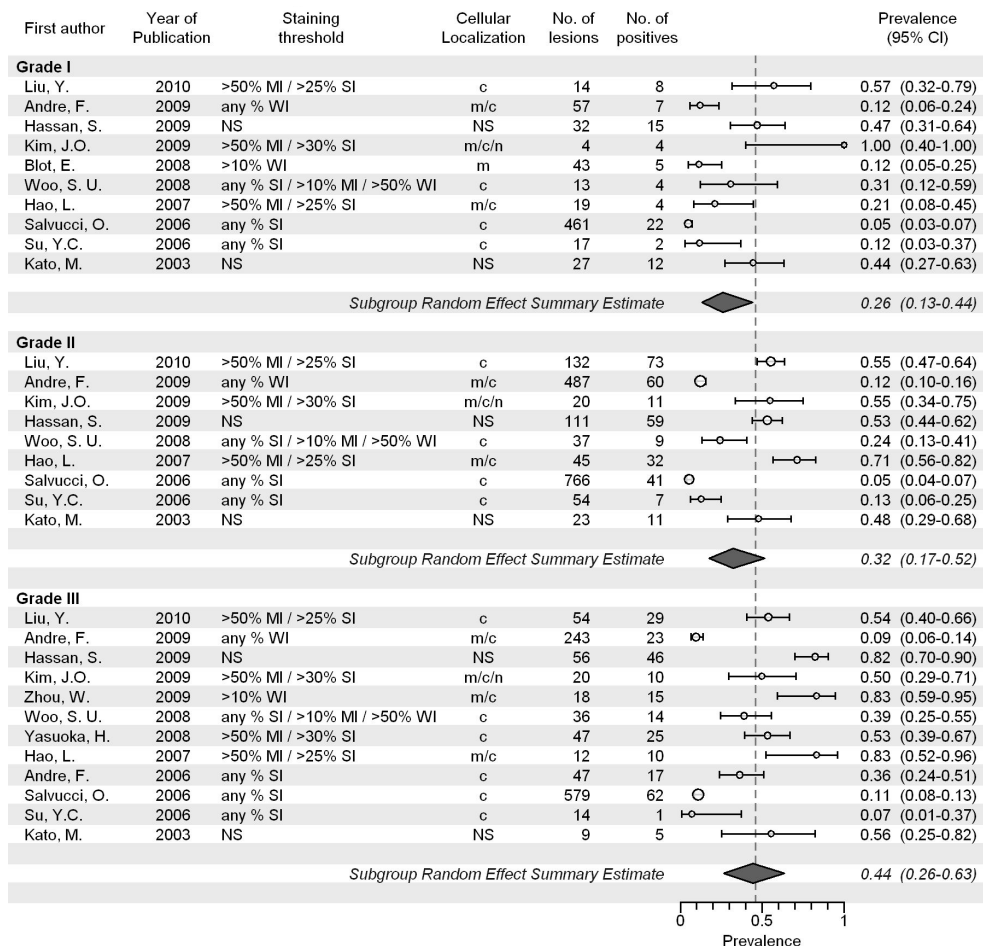 First author Year of Publication Staining threshold Cellular Localization No. of lesions No. of positives Prevalence (95% CI)
Grade I
Liu, Y. 2010 >50% MI / >25% SI c 14 8 0.57 (0.32-0.79)
Andre, F. 2009 any % WI m/c 57 7 0.12 (0.06-0.24)
Hassan, S. 2009 NS NS 32 15 0.47 (0.31-0.64)
Kim, J.O. 2009 >50% MI / >30% SI m/c/n 4 4 1.00 (0.40-1.00)
Blot, E. 2008 >10% WI m 43 5 0.12 (0.05-0.25)
Woo, S. U. 2008 any % SI / >10% MI / >50% WI c 13 4 0.31 (0.12-0.59)
Hao, L. 2007 >50% MI / >25% SI m/c 19 4 0.21 (0.08-0.45)
Salvucci, O. 2006 any % SI c 461 22 0.05 (0.03-0.07)
Su, Y.C. 2006 any % SI c 17 2 0.12 (0.03-0.37)
Kato, M. 2003 NS NS 27 12 0.44 (0.27-0.63)
Subgroup Random Effect Summary Estimate 0.26 (0.13-0.44)
Grade II
Liu, Y. 2010 >50% MI / >25% SI c 132 73 0.55 (0.47-0.64)
Andre, F. 2009 any % WI m/c 487 60 0.12 (0.10-0.16)
Kim, J.O. 2009 >50% MI / >30% SI m/c/n 20 11 0.55 (0.34-0.75)
Hassan, S. 2009 NS NS 111 59 0.53 (0.44-0.62)
Woo, S. U. 2008 any % SI / >10% MI / >50% WI c 37 9 0.24 (0.13-0.41)
Hao, L. 2007 >50% MI / >25% SI m/c 45 32 0.71 (0.56-0.82)
Salvucci, O. 2006 any % SI c 766 41 0.05 (0.04-0.07)
Su, Y.C. 2006 any % SI c 54 7 0.13 (0.06-0.25)
Kato, M. 2003 NS NS 23 11 0.48 (0.29-0.68)
Subgroup Random Effect Summary Estimate 0.32 (0.17-0.52)
Grade III
Liu, Y. 2010 >50% MI / >25% SI c 54 29 0.54 (0.40-0.66)
Andre, F. 2009 any % WI m/c 243 23 0.09 (0.06-0.14)
Hassan, S. 2009 NS NS 56 46 0.82 (0.70-0.90)
Kim, J.O. 2009 >50% MI / >30% SI m/c/n 20 10 0.50 (0.29-0.71)
Zhou, W. 2009 >10% WI m/c 18 15 0.83 (0.59-0.95)
Woo, S. U. 2008 any % SI / >10% MI / >50% WI c 36 14 0.39 (0.25-0.55)
Yasuoka, H. 2008 >50% MI / >30% SI c 47 25 0.53 (0.39-0.67)
Hao, L. 2007 >50% MI / >25% SI m/c 12 10 0.83 (0.52-0.96)
Andre, F. 2006 any % SI c 47 17 0.36 (0.24-0.51)
Salvucci, O. 2006 any % SI c 579 62 0.11 (0.08-0.13)
Su, Y.C. 2006 any % SI c 14 1 0.07 (0.01-0.37)
Kato, M. 2003 NS NS 9 5 0.56 (0.25-0.82)
Subgroup Random Effect Summary Estimate 0.44 (0.26-0.63)
0 0.5 1
Prevalence